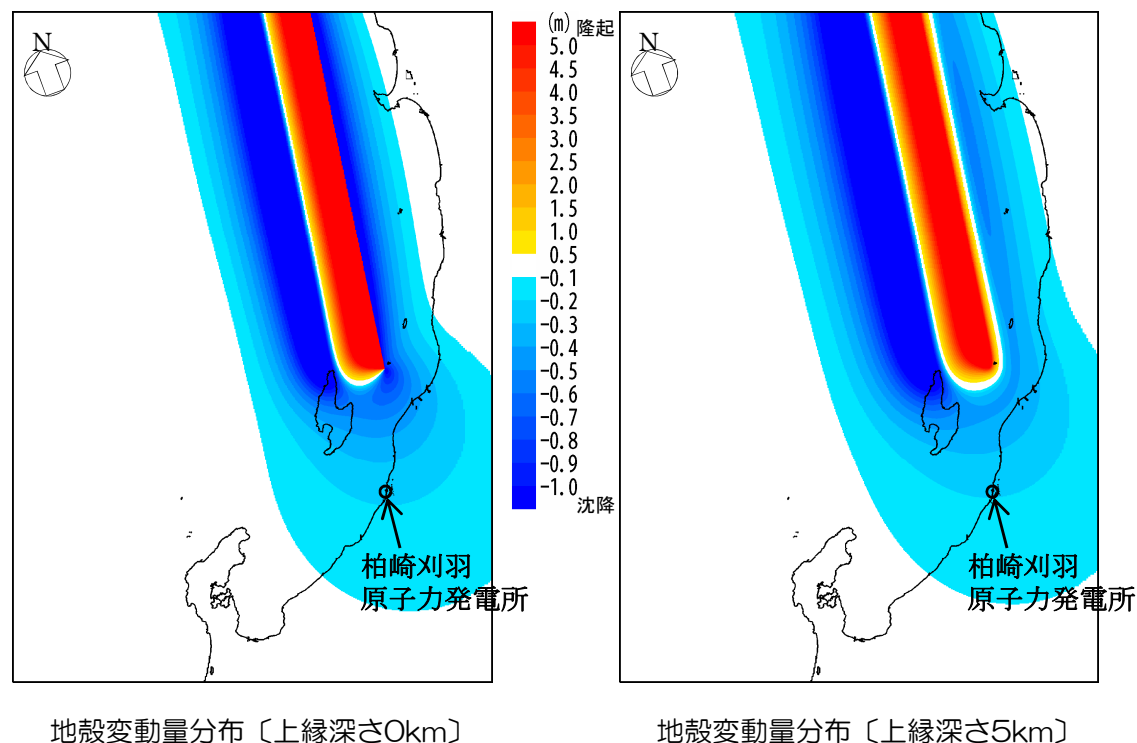 N
(m) 隆起
5.0
4.5
4.0
3.5
3.0
2.5
2.0
1.5
1.0
0.5
-0.1
-0.2
-0.3
-0.4
-0.5
-0.6
-0.7
-0.8
-0.9
-1.0
沈降
柏崎刈羽
原子力発電所
地殻変動量分布〔上縁深さ0km〕
N
柏崎刈羽
原子力発電所
地殻変動量分布〔上縁深さ5km〕